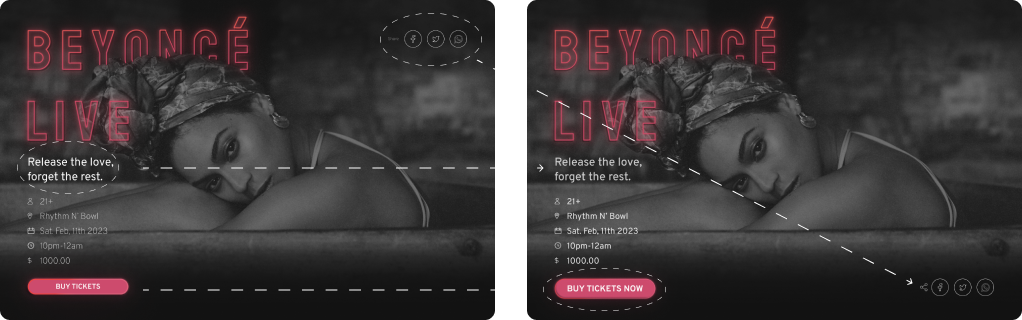 BEYONCÉ
LIVE
Release the love,
forget the rest.
21+
Rhythm N' Bowl
Sat. Feb, 11th 2023
10pm-12am
$ 1000.00
BUY TICKETS
BEYONCÉ
LIVE
Release the love,
forget the rest.
21+
Rhythm N' Bowl
Sat. Feb, 11th 2023
10pm-12am
$ 1000.00
BUY TICKETS NOW